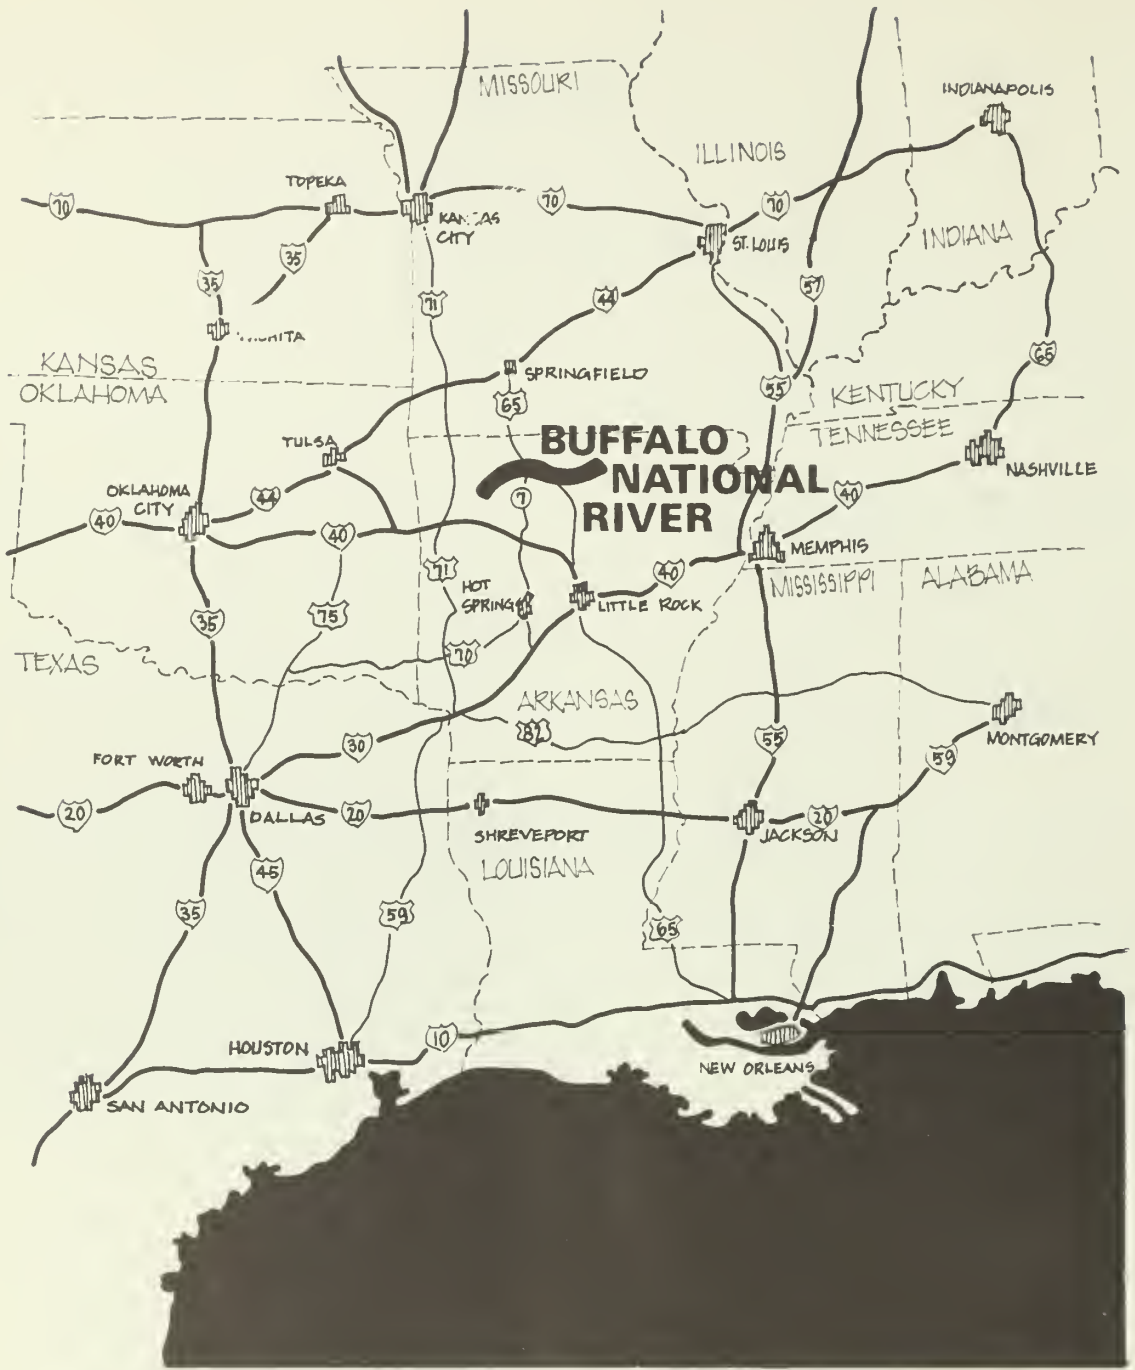 MISSOURI
INDIANAPOLIS
ILLINOIS
TOPEKA
70
KANSAS
CITY
70
70
ST. LOUIS
INDIANA
35
35
71
44
57
KANSAS
OKLAHOMA
SPRINGFIELD
65
55
65
KENTUCKY
TENNESSEE
TULSA
BUFFALO
NATIONAL
RIVER
NASHVILLE
OKLAHOMA
CITY
44
7
40
40
40
MEMPHIS
71
HOT
SPRING
40
LITTLE ROCK
MISSISSIPPI
ALABAMA
35
75
70
TEXAS
ARKANSAS
82
30
55
MONTGOMERY
59
FORT WORTH
20
DALLAS
20
SHREVEPORT
JACKSON
20
LOUISIANA
45
35
59
65
HOUSTON
10
NEW ORLEANS
SAN ANTONIO